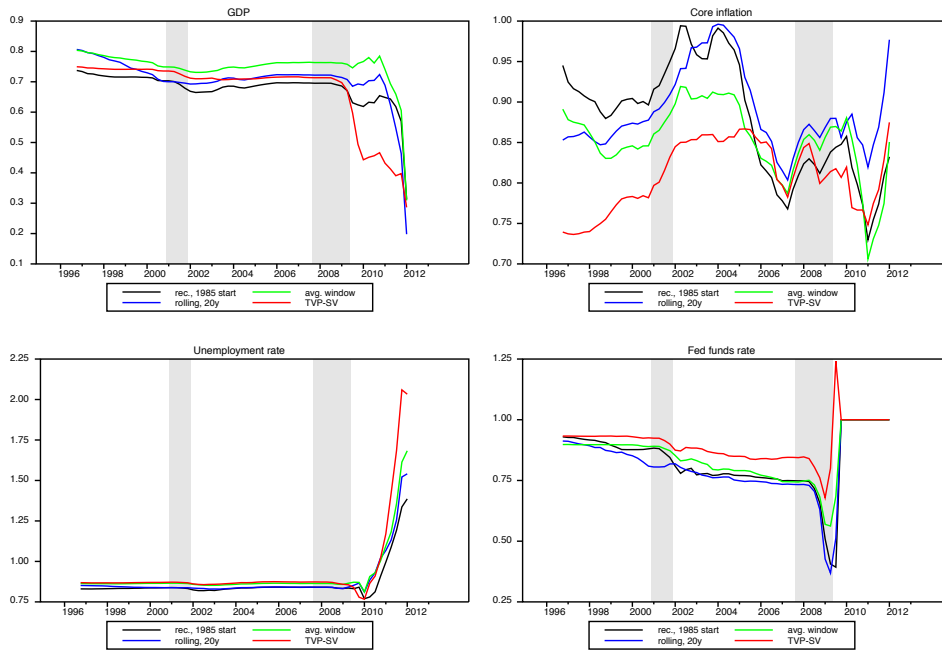 GDP
0.9
0.8
0.7
0.6
0.5
0.4
0.3
0.2
0.1
1996 1998 2000 2002 2004 2006 2008 2010 2012
rec., 1985 start avg. window
rolling, 20y TVP-SV
Core inflation
1.00
0.95
0.90
0.85
0.80
0.75
0.70
1996 1998 2000 2002 2004 2006 2008 2010 2012
rec., 1985 start avg. window
rolling, 20y TVP-SV
Unemployment rate
2.25
2.00
1.75
1.50
1.25
1.00
0.75
1996 1998 2000 2002 2004 2006 2008 2010 2012
rec., 1985 start avg. window
rolling, 20y TVP-SV
Fed funds rate
1.25
1.00
0.75
0.50
0.25
1996 1998 2000 2002 2004 2006 2008 2010 2012
rec., 1985 start avg. window
rolling, 20y TVP-SV